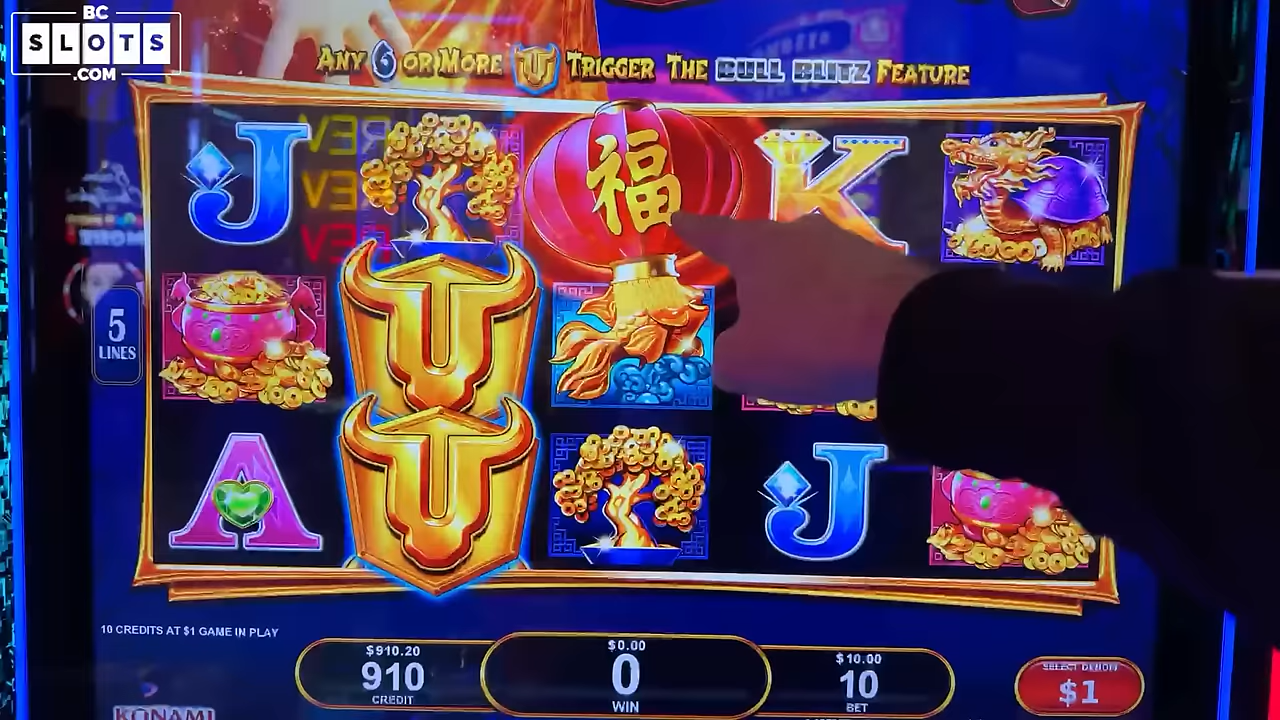 BC
SLOTS
.COM
ANY 6 OR MORE TRIGGER THE BULL BLITZ FEATURE
J
福
K
5
LINES
A
J
10 CREDITS AT $1 GAME IN PLAY
$910.20
910
CREDIT
$0.00
0
WIN
$10.00
10
BET
SELECT DENOM
$1
KONAMI